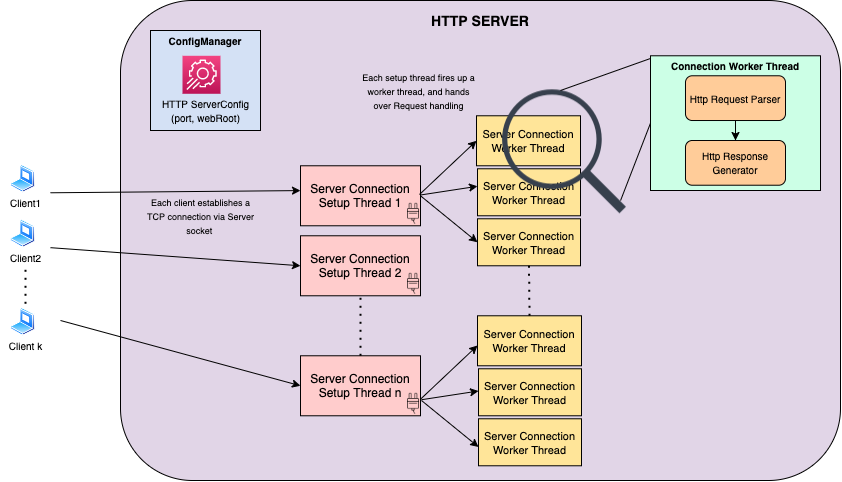 HTTP SERVER
ConfigManager
HTTP ServerConfig
(port, webRoot)
Each setup thread fires up a
worker thread, and hands
over Request handling
Connection Worker Thread
Http Request Parser
Http Response
Generator
Server Connection
Worker Thread
Server Connection
Worker Thread
Server Connection
Worker Thread
Client1
Each client establishes a
TCP connection via Server
socket
Server Connection
Setup Thread 1
Client2
Server Connection
Setup Thread 2
Client k
Server Connection
Setup Thread n
Server Connection
Worker Thread
Server Connection
Worker Thread
Server Connection
Worker Thread